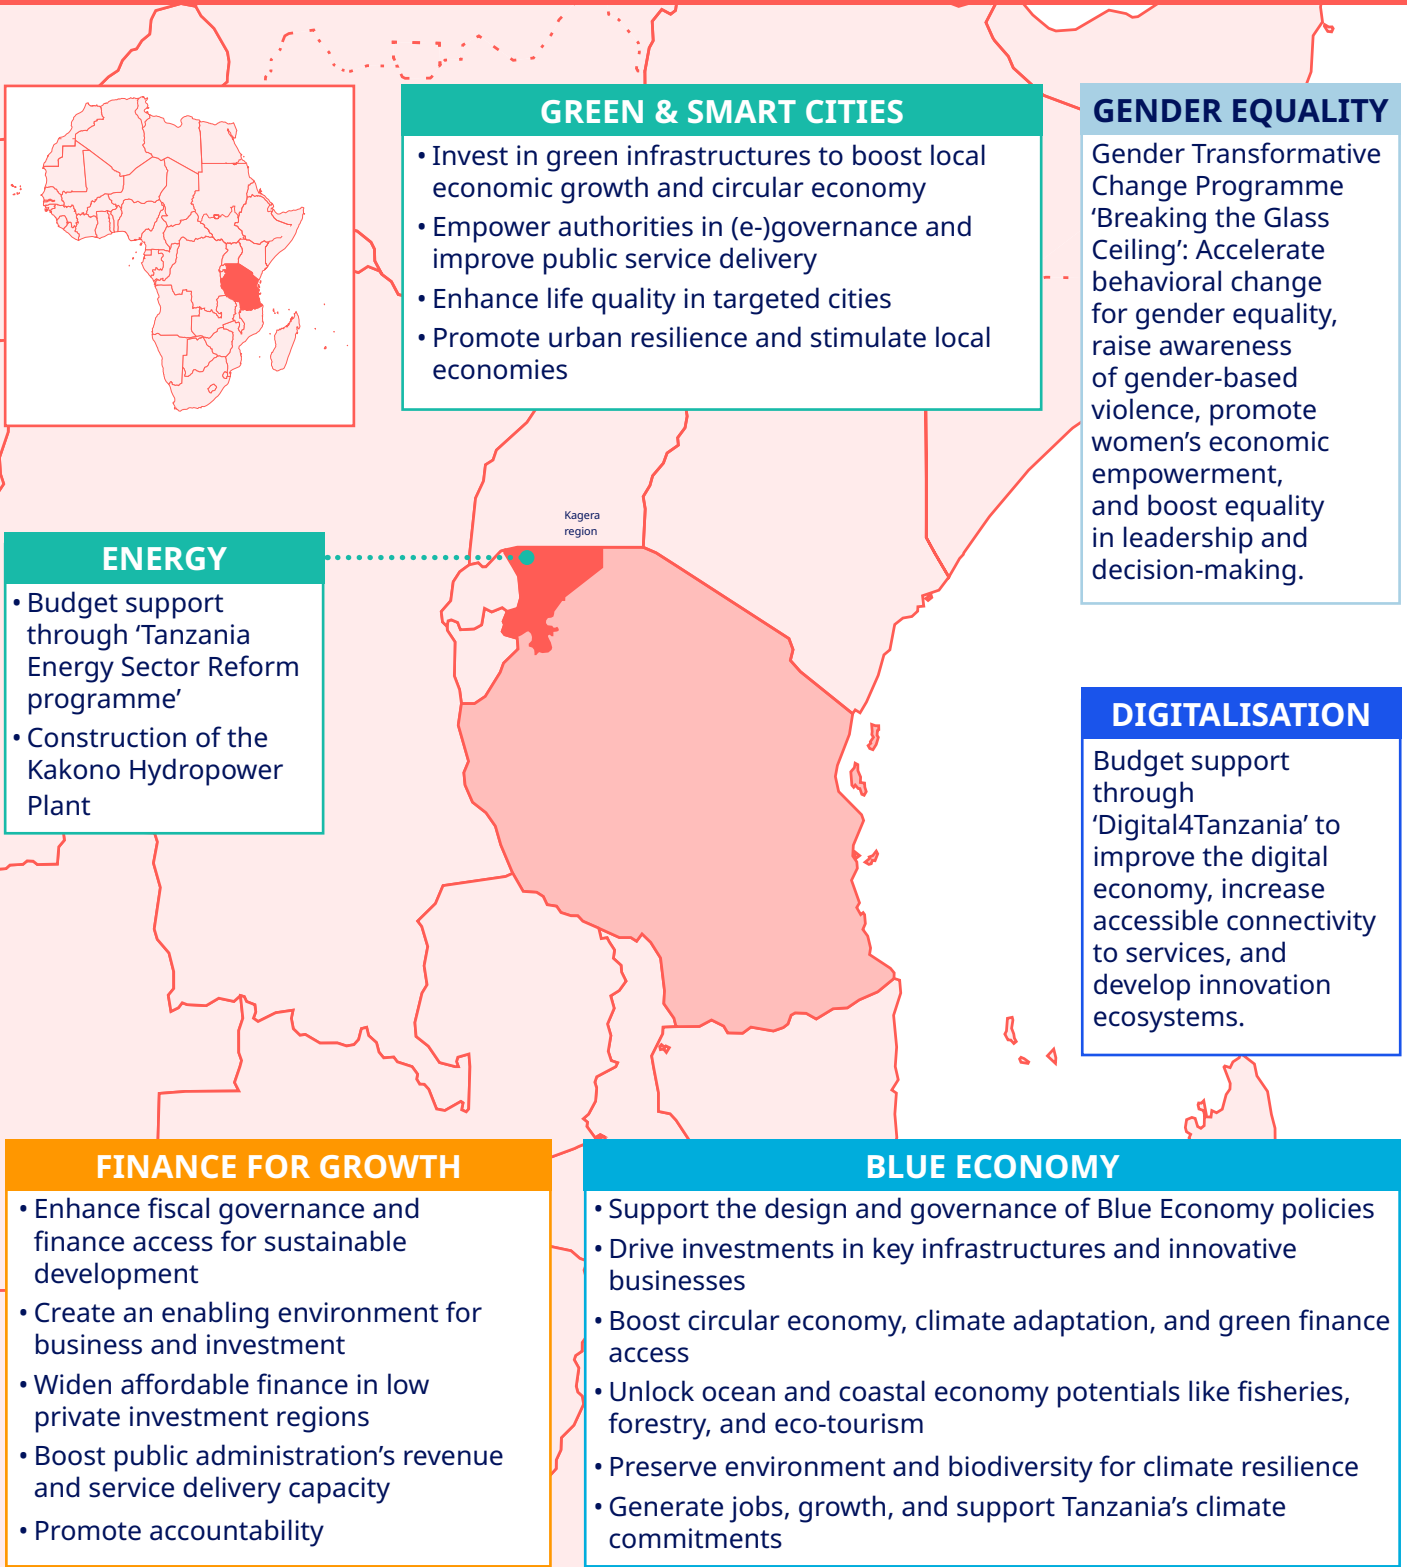 GREEN & SMART CITIES
• Invest in green infrastructures to boost local
economic growth and circular economy
• Empower authorities in (e-)governance and
improve public service delivery
• Enhance life quality in targeted cities
• Promote urban resilience and stimulate local
economies
GENDER EQUALITY
Gender Transformative
Change Programme
‘Breaking the Glass
Ceiling’: Accelerate
behavioral change
for gender equality,
raise awareness
of gender-based
violence, promote
women’s economic
empowerment,
and boost equality
in leadership and
decision-making.
Kagera
region
ENERGY
• Budget support
through ‘Tanzania
Energy Sector Reform
programme’
• Construction of the
Kakono Hydropower
Plant
DIGITALISATION
Budget support
through
‘Digital4Tanzania’ to
improve the digital
economy, increase
accessible connectivity
to services, and
develop innovation
ecosystems.
FINANCE FOR GROWTH
• Enhance fiscal governance and
finance access for sustainable
development
• Create an enabling environment for
business and investment
• Widen affordable finance in low
private investment regions
• Boost public administration’s revenue
and service delivery capacity
• Promote accountability
BLUE ECONOMY
• Support the design and governance of Blue Economy policies
• Drive investments in key infrastructures and innovative
businesses
• Boost circular economy, climate adaptation, and green finance
access
• Unlock ocean and coastal economy potentials like fisheries,
forestry, and eco-tourism
• Preserve environment and biodiversity for climate resilience
• Generate jobs, growth, and support Tanzania’s climate
commitments